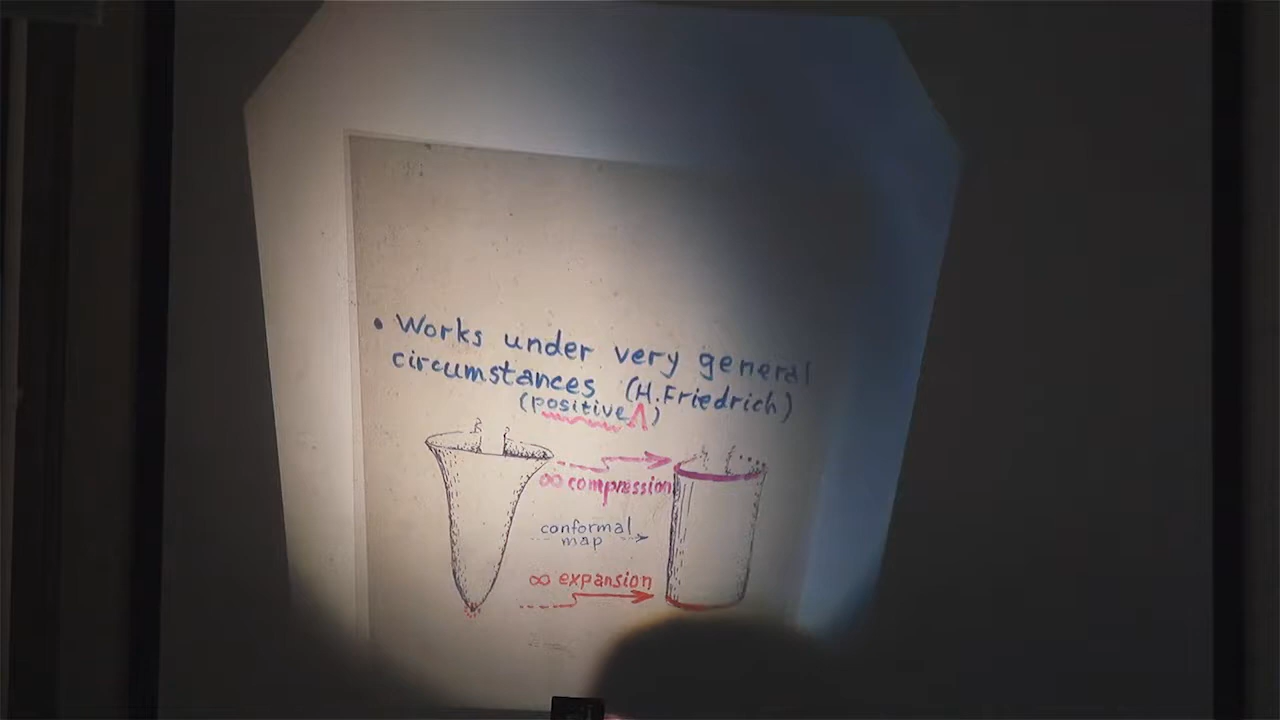 • Works under very general
circumstances (H. Friedrich)
(positive Λ)
∞ compression
conformal
map
∞ expansion